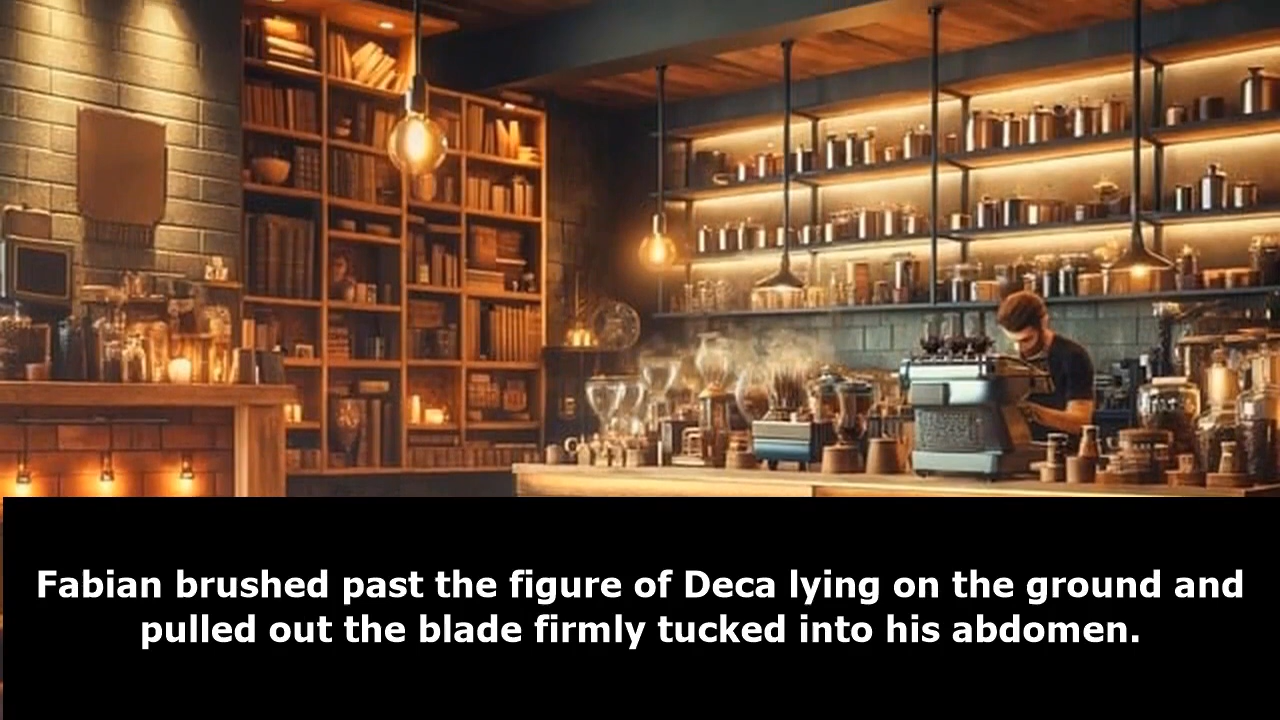 Fabian brushed past the figure of Deca lying on the ground and
pulled out the blade firmly tucked into his abdomen.